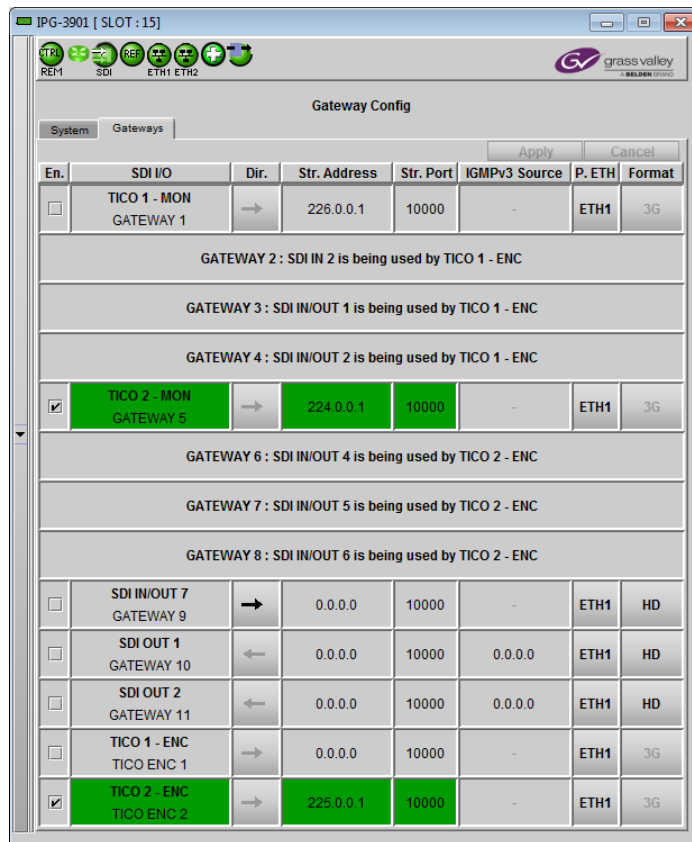 IPG-3901 [ SLOT : 15]
CTRL REF
REM SDI ETH1 ETH2
GV grass valley
A BELDEN BRAND
Gateway Config
System Gateways
Apply Cancel
En. SDI I/O Dir. Str. Address Str. Port IGMPv3 Source P. ETH Format
TICO 1 - MON
GATEWAY 1
226.0.0.1 10000 - ETH1 3G
GATEWAY 2 : SDI IN 2 is being used by TICO 1 - ENC
GATEWAY 3 : SDI IN/OUT 1 is being used by TICO 1 - ENC
GATEWAY 4 : SDI IN/OUT 2 is being used by TICO 1 - ENC
TICO 2 - MON
GATEWAY 5
224.0.0.1 10000 - ETH1 3G
GATEWAY 6 : SDI IN/OUT 4 is being used by TICO 2 - ENC
GATEWAY 7 : SDI IN/OUT 5 is being used by TICO 2 - ENC
GATEWAY 8 : SDI IN/OUT 6 is being used by TICO 2 - ENC
SDI IN/OUT 7
GATEWAY 9
0.0.0.0 10000 - ETH1 HD
SDI OUT 1
GATEWAY 10
0.0.0.0 10000 0.0.0.0 ETH1 HD
SDI OUT 2
GATEWAY 11
0.0.0.0 10000 0.0.0.0 ETH1 HD
TICO 1 - ENC
TICO ENC 1
0.0.0.0 10000 - ETH1 3G
TICO 2 - ENC
TICO ENC 2
225.0.0.1 10000 - ETH1 3G